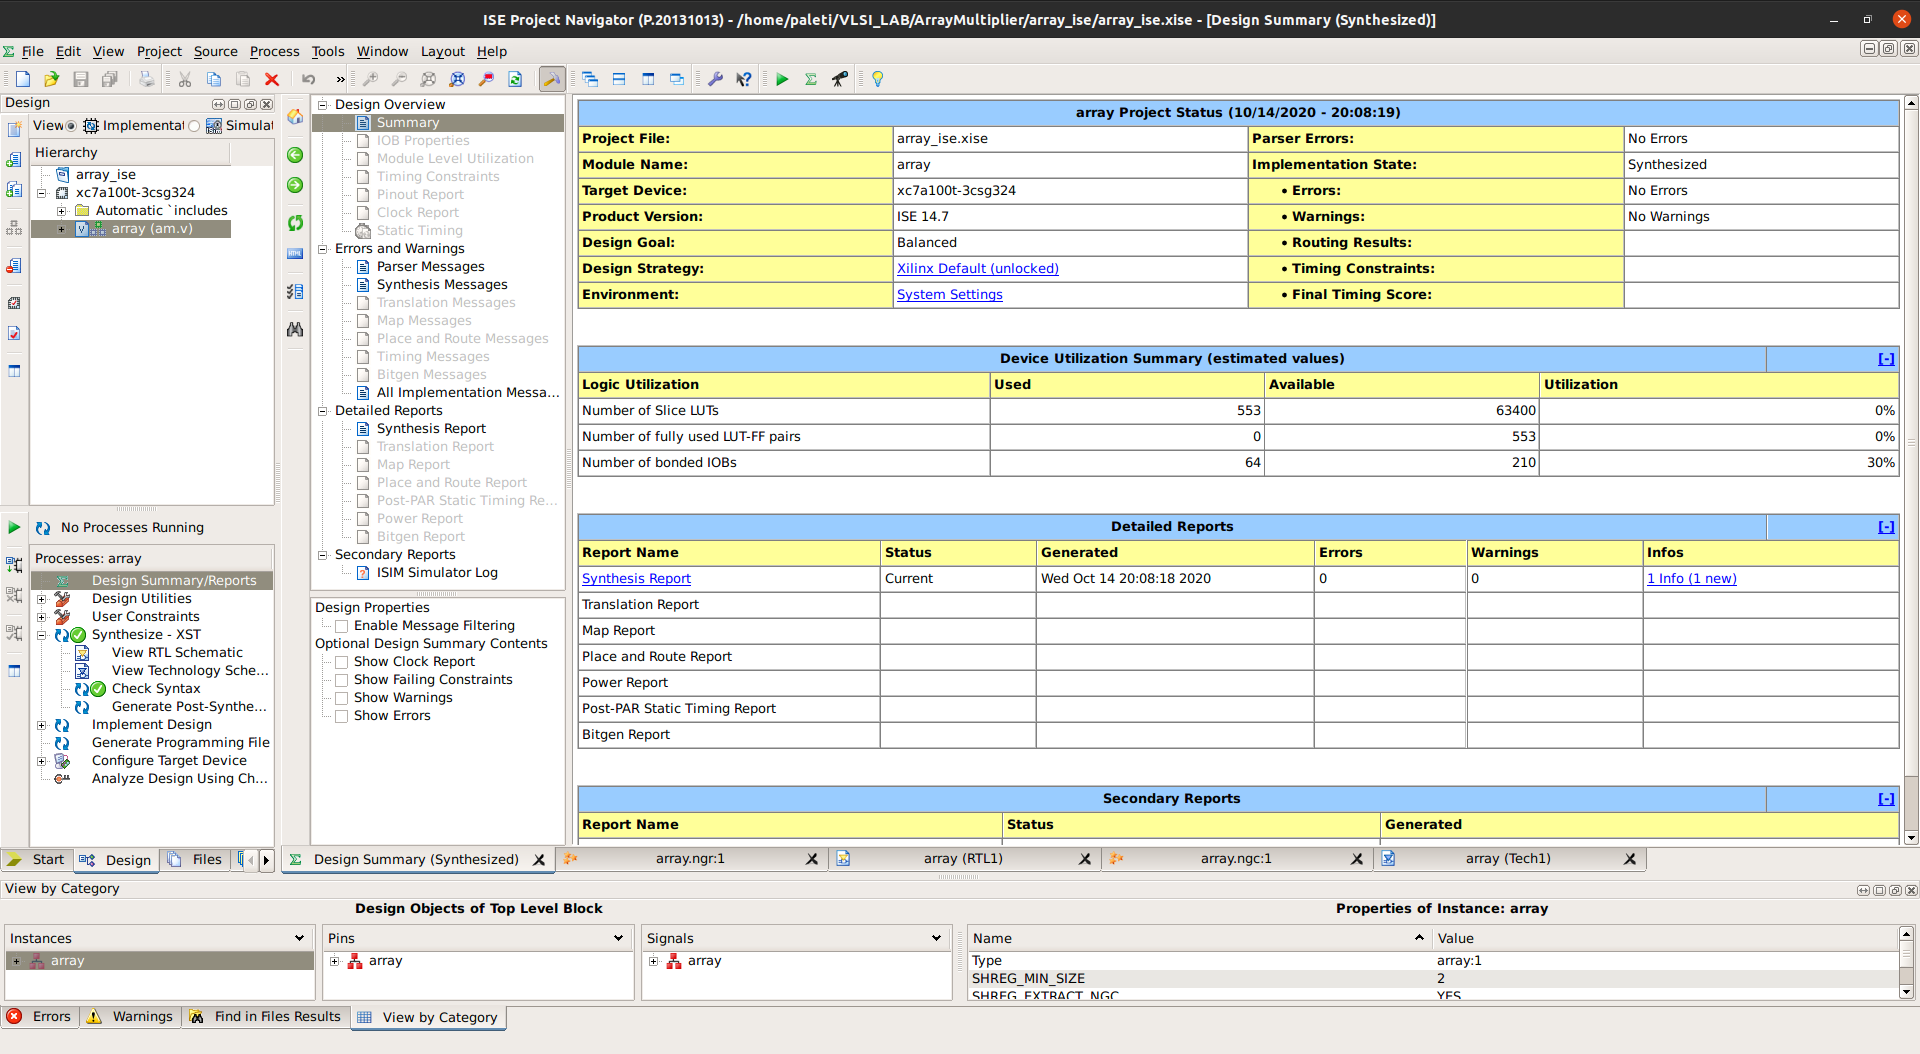 ISE Project Navigator (P.20131013) - /home/paleti/VLSI_LAB/ArrayMultiplier/array_ise/array_ise.xise - [Design Summary (Synthesized)]
File Edit View Project Source Process Tools Window Layout Help
Design
View Implementat Simulat
Hierarchy
array_ise
xc7a100t-3csg324
Automatic `includes
array (am.v)
No Processes Running
Processes: array
Design Summary/Reports
Design Utilities
User Constraints
Synthesize - XST
View RTL Schematic
View Technology Sche...
Check Syntax
Generate Post-Synthe...
Implement Design
Generate Programming File
Configure Target Device
Analyze Design Using Ch...
Start Design Files
Design Overview
Summary
IOB Properties
Module Level Utilization
Timing Constraints
Pinout Report
Clock Report
Static Timing
Errors and Warnings
Parser Messages
Synthesis Messages
Translation Messages
Map Messages
Place and Route Messages
Timing Messages
Bitgen Messages
All Implementation Messa...
Detailed Reports
Synthesis Report
Translation Report
Map Report
Place and Route Report
Post-PAR Static Timing Re...
Power Report
Bitgen Report
Secondary Reports
ISIM Simulator Log
Design Properties
Enable Message Filtering
Optional Design Summary Contents
Show Clock Report
Show Failing Constraints
Show Warnings
Show Errors
array Project Status (10/14/2020 - 20:08:19)
Project File: array_ise.xise Parser Errors: No Errors
Module Name: array Implementation State: Synthesized
Target Device: xc7a100t-3csg324 • Errors: No Errors
Product Version: ISE 14.7 • Warnings: No Warnings
Design Goal: Balanced • Routing Results:
Design Strategy: Xilinx Default (unlocked) • Timing Constraints:
Environment: System Settings • Final Timing Score:
Device Utilization Summary (estimated values) [-]
Logic Utilization Used Available Utilization
Number of Slice LUTs 553 63400 0%
Number of fully used LUT-FF pairs 0 553 0%
Number of bonded IOBs 64 210 30%
Detailed Reports [-]
Report Name Status Generated Errors Warnings Infos
Synthesis Report Current Wed Oct 14 20:08:18 2020 0 0 1 Info (1 new)
Translation Report
Map Report
Place and Route Report
Power Report
Post-PAR Static Timing Report
Bitgen Report
Secondary Reports [-]
Report Name Status Generated
Design Summary (Synthesized) array.ngr:1 array (RTL1) array.ngc:1 array (Tech1)
View by Category
Design Objects of Top Level Block Properties of Instance: array
Instances Pins Signals Name Value
array array array Type array:1
SHREG_MIN_SIZE 2
SHREG_EXTRACT_NGC YES
Errors Warnings Find in Files Results View by Category